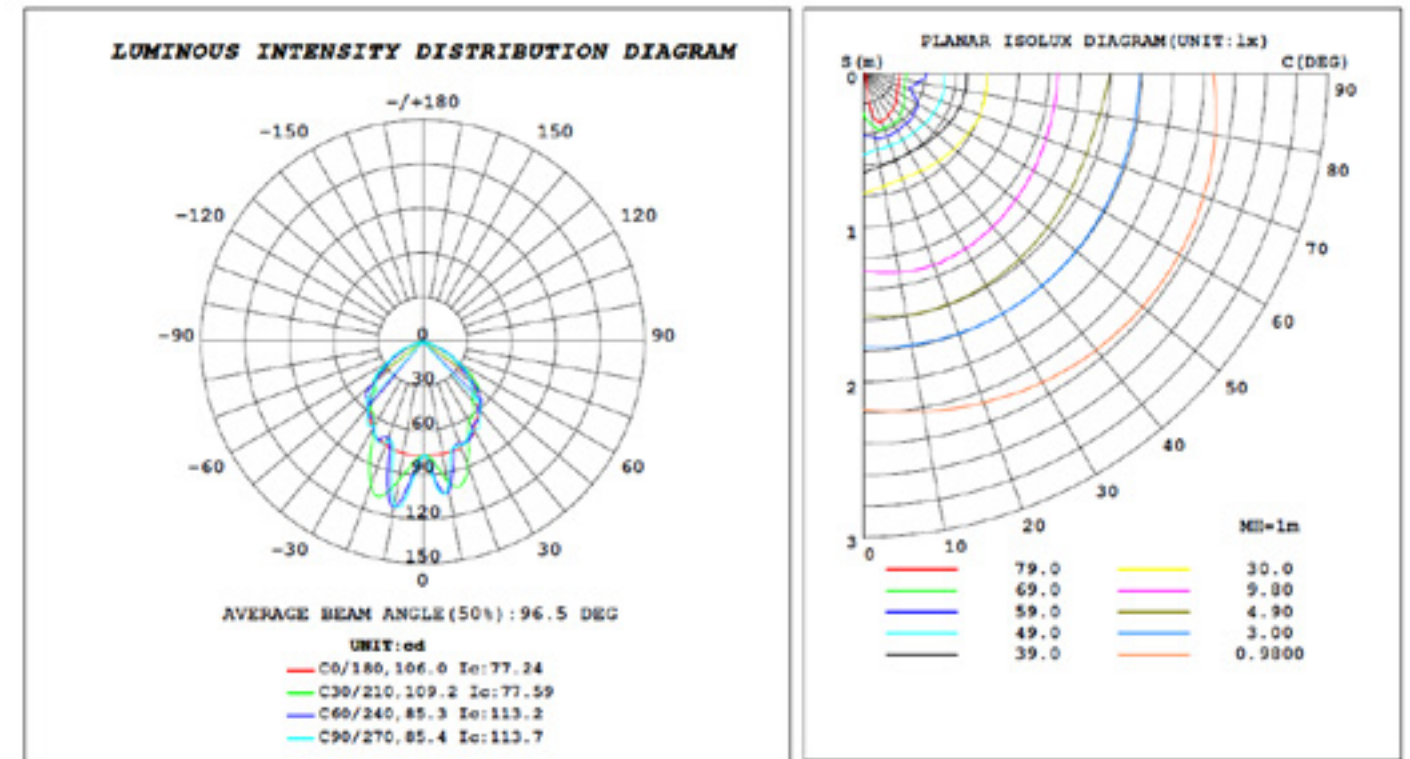 LUMINOUS INTENSITY DISTRIBUTION DIAGRAM
-/+180
-150 150
-120 120
-90 0 90
30
60
-60 90 60
120
-30 150 30
0
AVERAGE BEAM ANGLE(50%):96.5 DEG
UNIT:cd
C0/180,106.0 Ic:77.24
C30/210,109.2 Ic:77.59
C60/240,85.3 Ic:113.2
C90/270,85.4 Ic:113.7
PLANAR ISOLUX DIAGRAM(UNIT:lx)
S(m) C(DEG)
0 90
80
1 70
60
2 50
40
30
20
3 0 10
MH=1m
79.0 30.0
69.0 9.80
59.0 4.90
49.0 3.00
39.0 0.9800